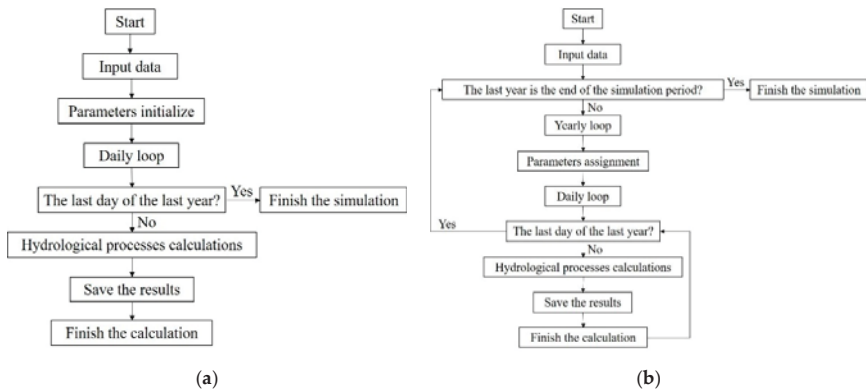 Start
Input data
Parameters initialize
Daily loop
The last day of the last year?
Yes
Finish the simulation
No
Hydrological processes calculations
Save the results
Finish the calculation
(a)
Start
Input data
The last year is the end of the simulation period?
Yes
Finish the simulation
No
Yearly loop
Parameters assignment
Daily loop
Yes
The last day of the last year?
No
Hydrological processes calculations
Save the results
Finish the calculation
(b)